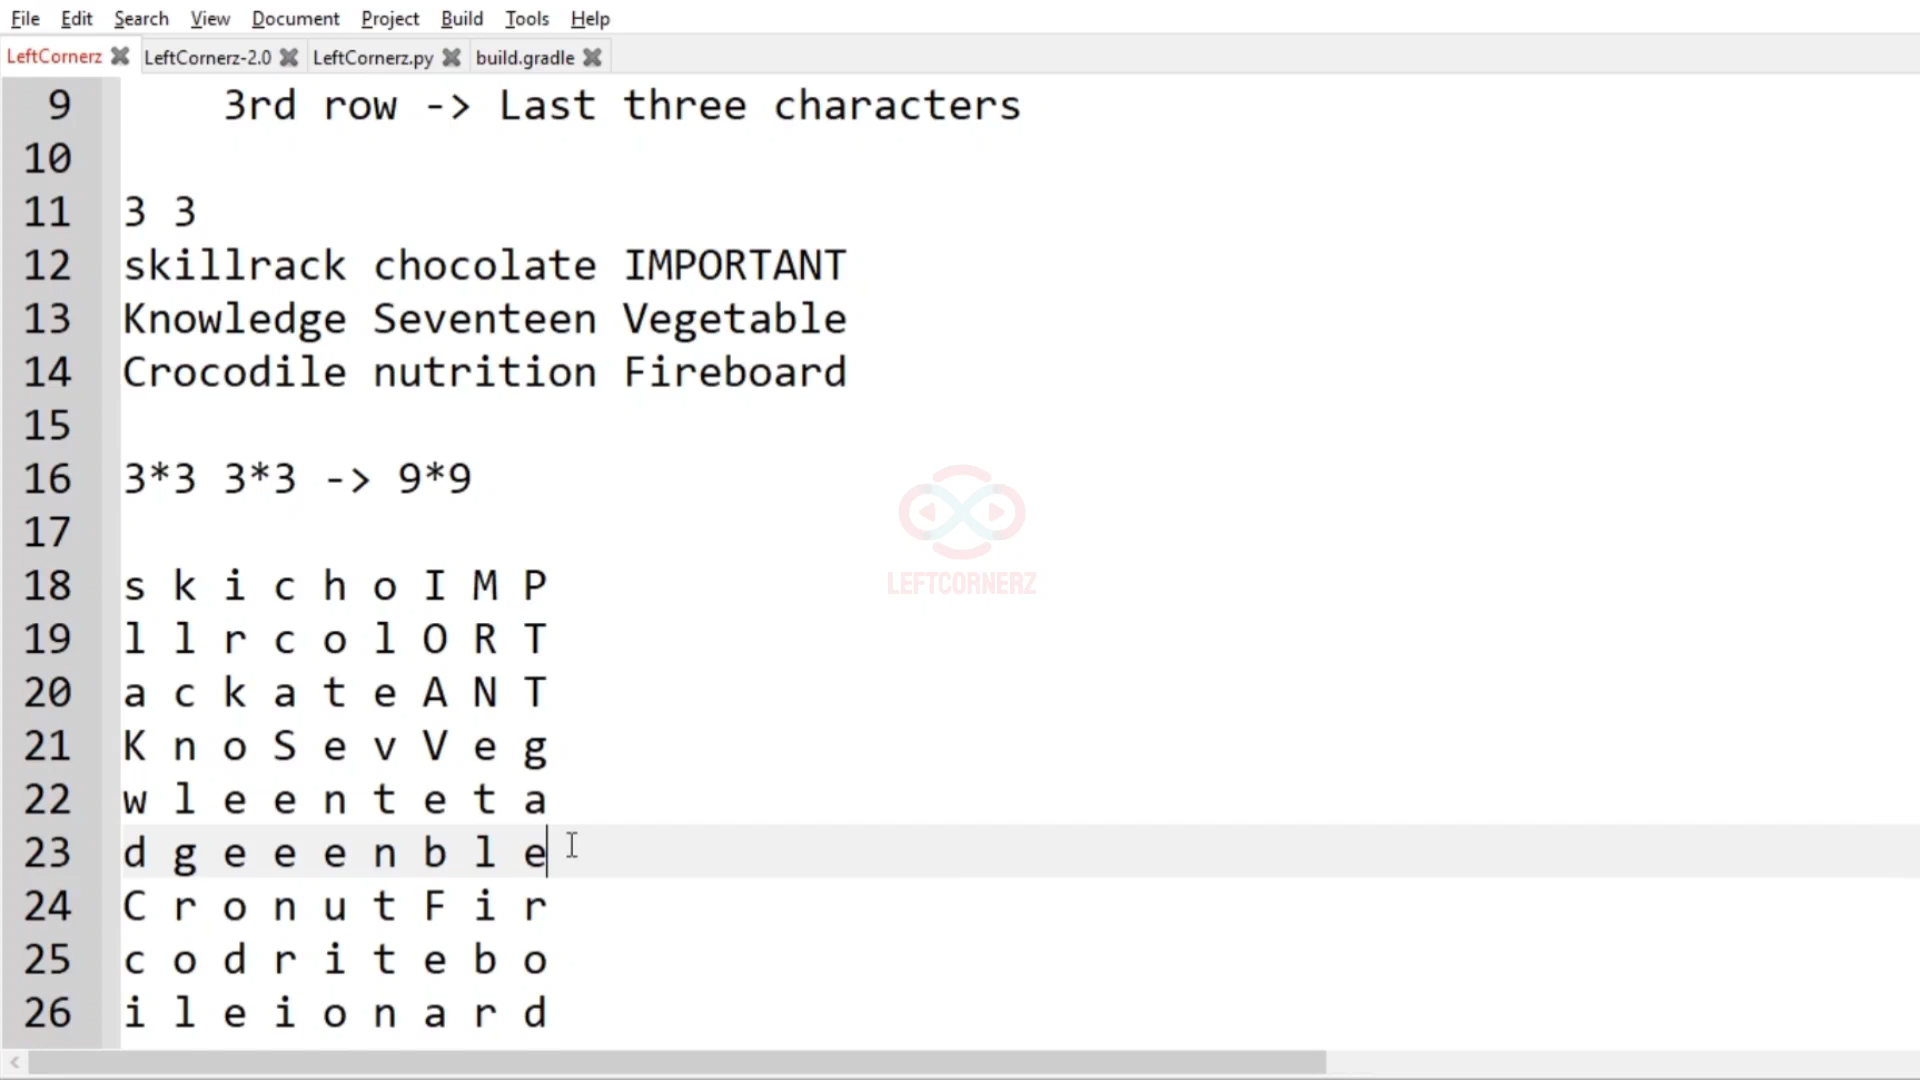 File Edit Search View Document Project Build Tools Help
LeftCornerz LeftCornerz-2.0 LeftCornerz.py build.gradle
9 3rd row -> Last three characters
10
11 3 3
12 skillrack chocolate IMPORTANT
13 Knowledge Seventeen Vegetable
14 Crocodile nutrition Fireboard
15
16 3*3 3*3 -> 9*9
17
18 s k i c h o I M P
19 l l r c o l O R T
20 a c k a t e A N T
21 K n o S e v V e g
22 w l e e n t e t a
23 d g e e e n b l e
24 C r o n u t F i r
25 c o d r i t e b o
26 i l e i o n a r d
LEFTCORNERZ